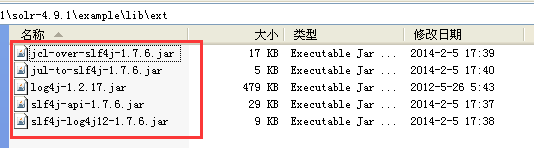 1\solr-4.9.1\example\lib\ext
名称 大小 类型 修改日期
jcl-over-slf4j-1.7.6.jar 17 KB Executable Jar ... 2014-2-5 17:39
jul-to-slf4j-1.7.6.jar 5 KB Executable Jar ... 2014-2-5 17:40
log4j-1.2.17.jar 479 KB Executable Jar ... 2012-5-26 5:43
slf4j-api-1.7.6.jar 29 KB Executable Jar ... 2014-2-5 17:37
slf4j-log4j12-1.7.6.jar 9 KB Executable Jar ... 2014-2-5 17:38